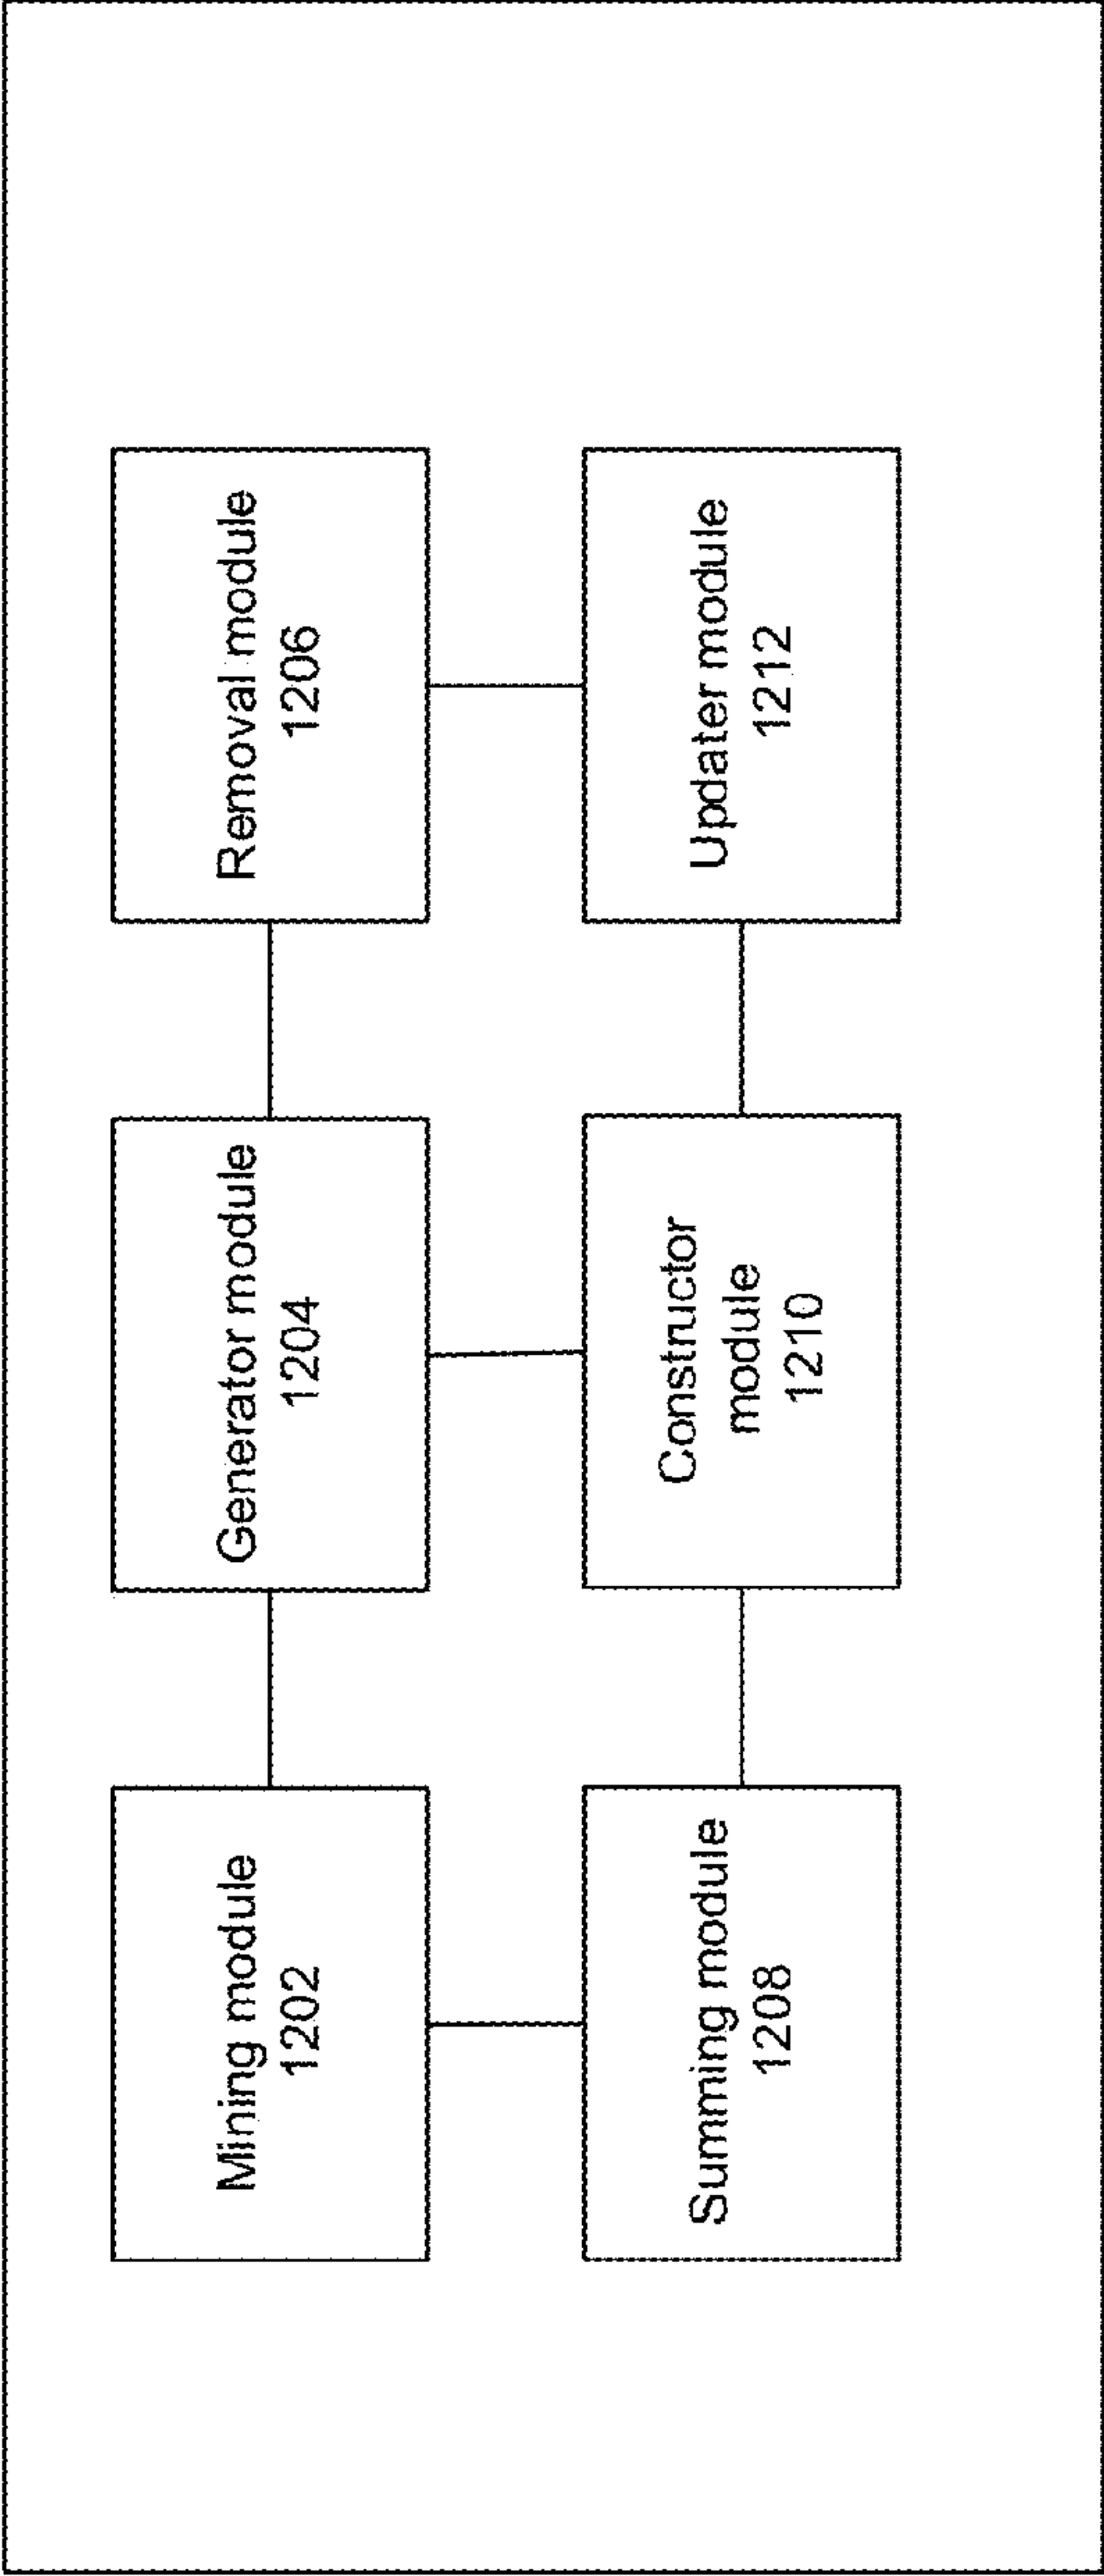 Mining module
1202
Generator module
1204
Removal module
1206
Summing module
1208
Constructor
module
1210
Updater module
1212